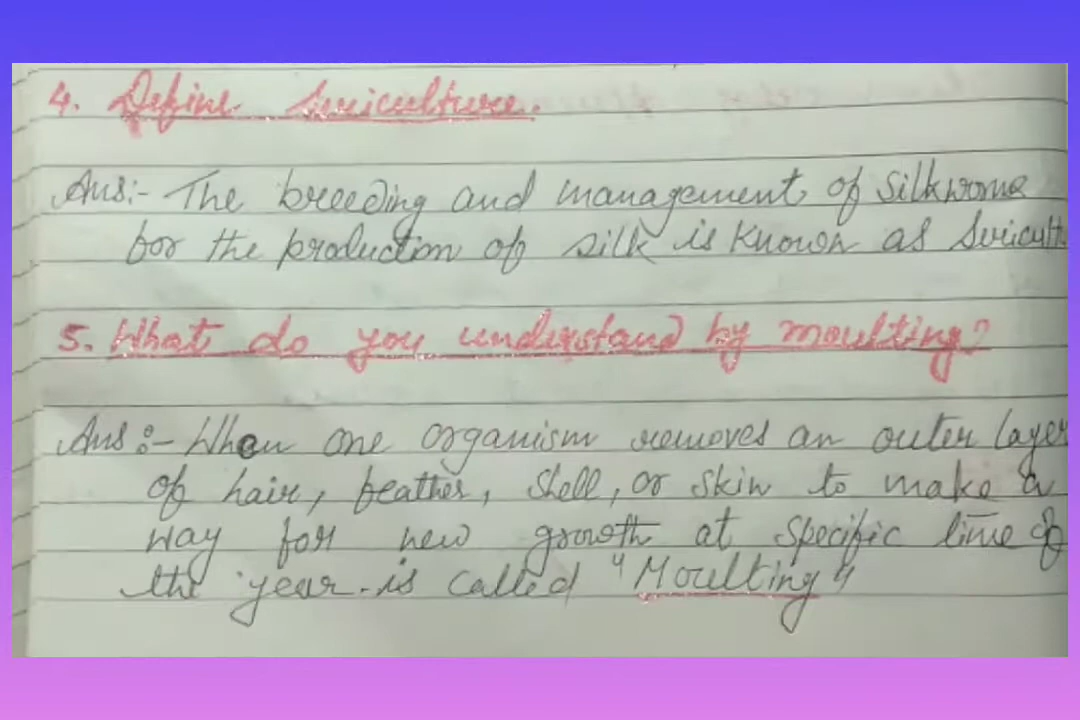 4. Define Sericulture.
Ans:- The breeding and management of Silkworms
for the production of silk is known as Sericult
5. What do you understand by moulting?
Ans:- When one organism removes an outer layer
of hair, feather, shell, or skin to make a
way for new growth at specific time of
the year is called "Moulting"